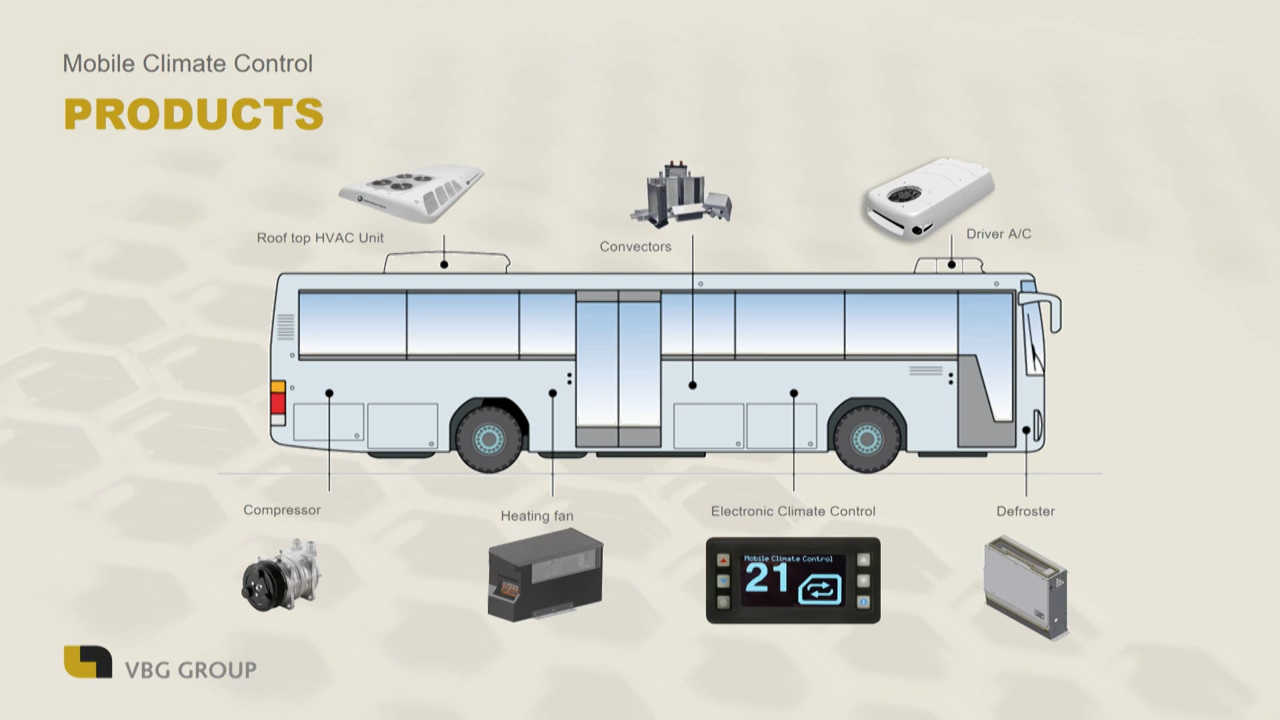 Mobile Climate Control
PRODUCTS
Roof top HVAC Unit
Convectors
Driver A/C
Compressor
Heating fan
Electronic Climate Control
Defroster
Mobile Climate Control
21
VBG GROUP